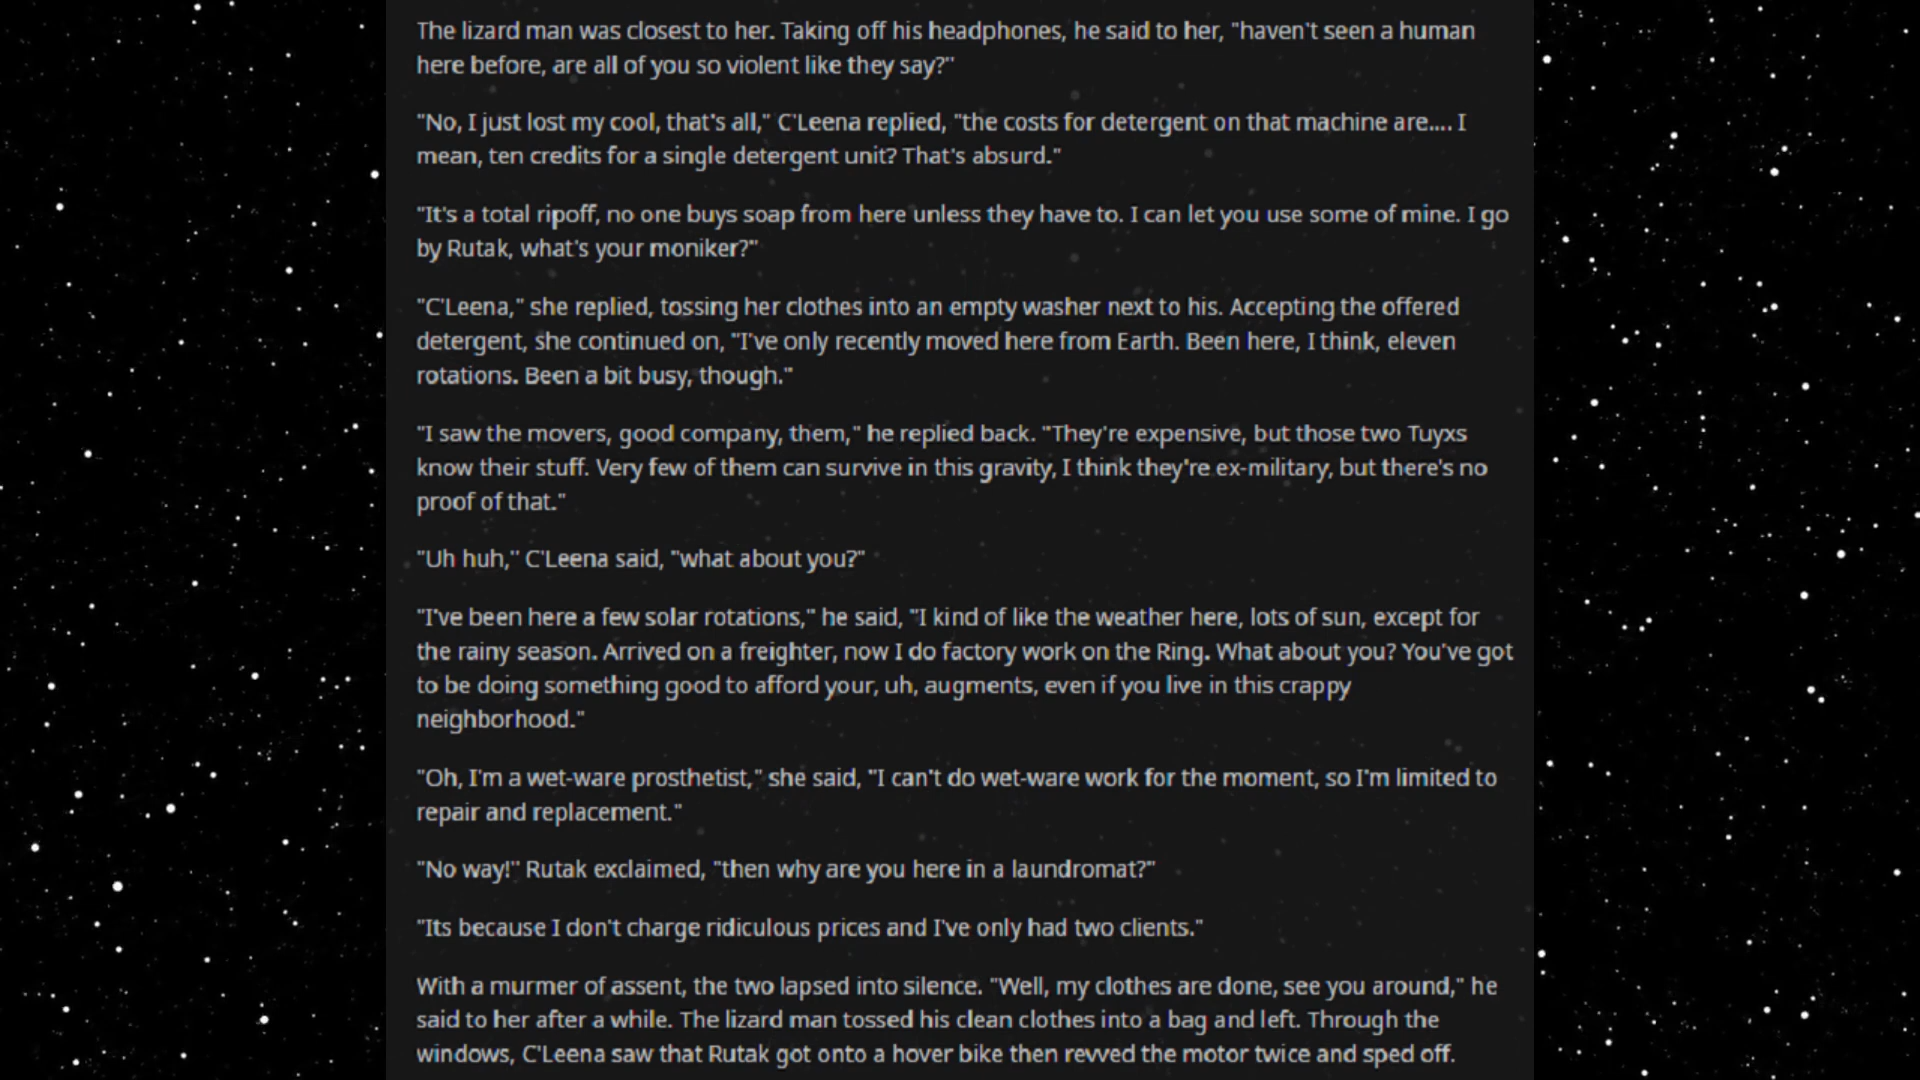 The lizard man was closest to her. Taking off his headphones, he said to her, "haven't seen a human
here before, are all of you so violent like they say?"
"No, I just lost my cool, that's all," C'Leena replied, "the costs for detergent on that machine are.... I
mean, ten credits for a single detergent unit? That's absurd."
"It's a total ripoff, no one buys soap from here unless they have to. I can let you use some of mine. I go
by Rutak, what's your moniker?"
"C'Leena," she replied, tossing her clothes into an empty washer next to his. Accepting the offered
detergent, she continued on, "I've only recently moved here from Earth. Been here, I think, eleven
rotations. Been a bit busy, though."
"I saw the movers, good company, them," he replied back. "They're expensive, but those two Tuyxs
know their stuff. Very few of them can survive in this gravity, I think they're ex-military, but there's no
proof of that."
"Uh huh," C'Leena said, "what about you?"
"I've been here a few solar rotations," he said, "I kind of like the weather here, lots of sun, except for
the rainy season. Arrived on a freighter, now I do factory work on the Ring. What about you? You've got
to be doing something good to afford your, uh, augments, even if you live in this crappy
neighborhood."
"Oh, I'm a wet-ware prosthetist," she said, "I can't do wet-ware work for the moment, so I'm limited to
repair and replacement."
"No way!" Rutak exclaimed, "then why are you here in a laundromat?"
"Its because I don't charge ridiculous prices and I've only had two clients."
With a murmer of assent, the two lapsed into silence. "Well, my clothes are done, see you around," he
said to her after a while. The lizard man tossed his clean clothes into a bag and left. Through the
windows, C'Leena saw that Rutak got onto a hover bike then revved the motor twice and sped off.